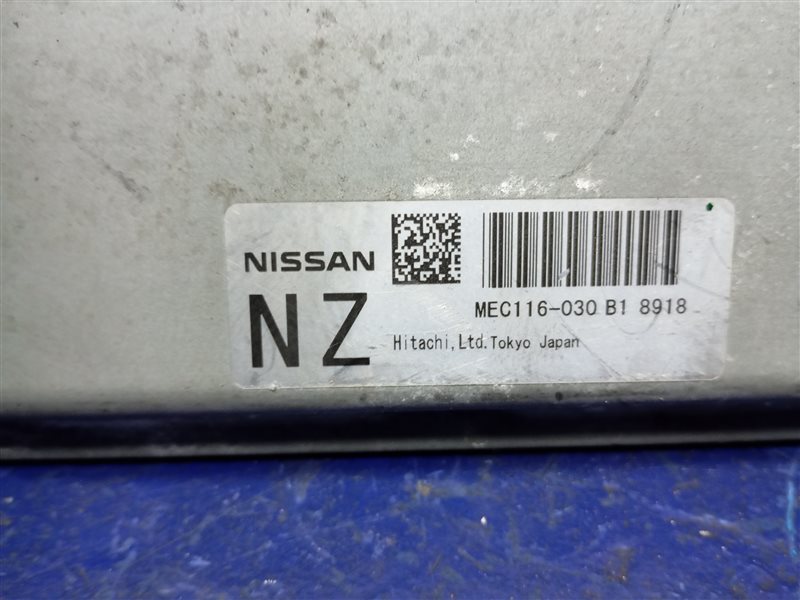 NISSAN
NZ
MEC116-030 B1 8918
Hitachi,Ltd.Tokyo Japan